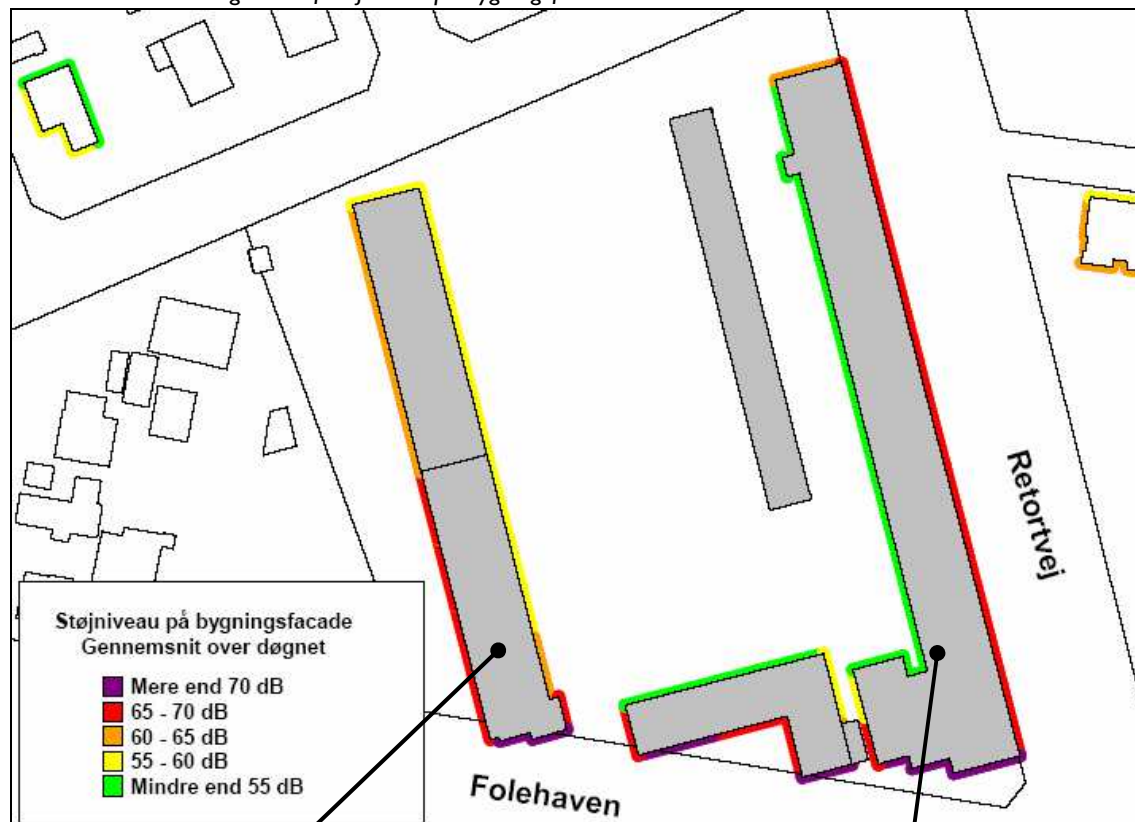 Retortvej
Støjniveau på bygningsfacade
Gennemsnit over døgnet
Mere end 70 dB
65 - 70 dB
60 - 65 dB
55 - 60 dB
Mindre end 55 dB
Folehaven